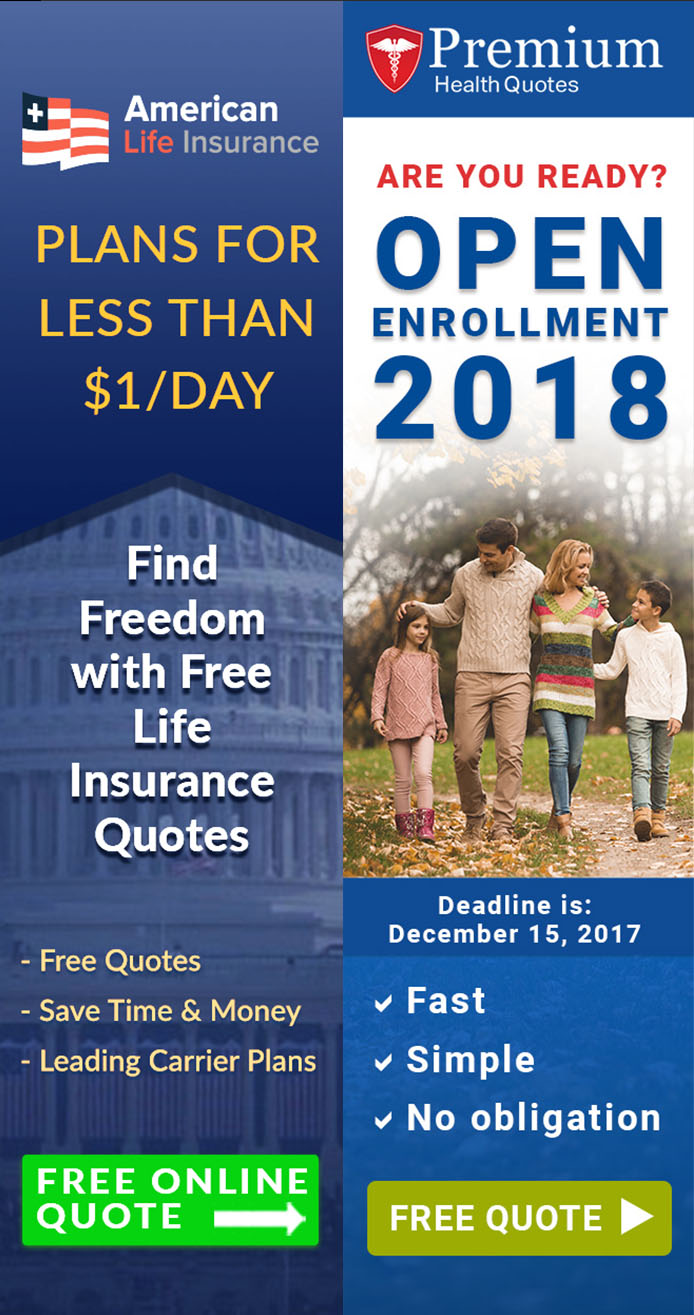 American
Life Insurance
PLANS FOR
LESS THAN
$1/DAY
Find
Freedom
with Free
Life
Insurance
Quotes
- Free Quotes
- Save Time & Money
- Leading Carrier Plans
FREE ONLINE
QUOTE
Premium
Health Quotes
ARE YOU READY?
OPEN
ENROLLMENT
2018
Deadline is:
December 15, 2017
Fast
Simple
No obligation
FREE QUOTE